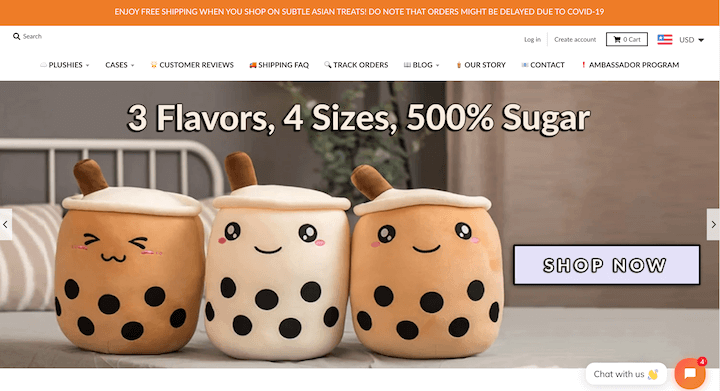 ENJOY FREE SHIPPING WHEN YOU SHOP ON SUBTLE ASIAN TREATS! DO NOTE THAT ORDERS MIGHT BE DELAYED DUE TO COVID-19
Search
Log in
Create account
0 Cart
USD
PLUSHIES
CASES
CUSTOMER REVIEWS
SHIPPING FAQ
TRACK ORDERS
BLOG
OUR STORY
CONTACT
AMBASSADOR PROGRAM
3 Flavors, 4 Sizes, 500% Sugar
SHOP NOW
Chat with us 👋
4